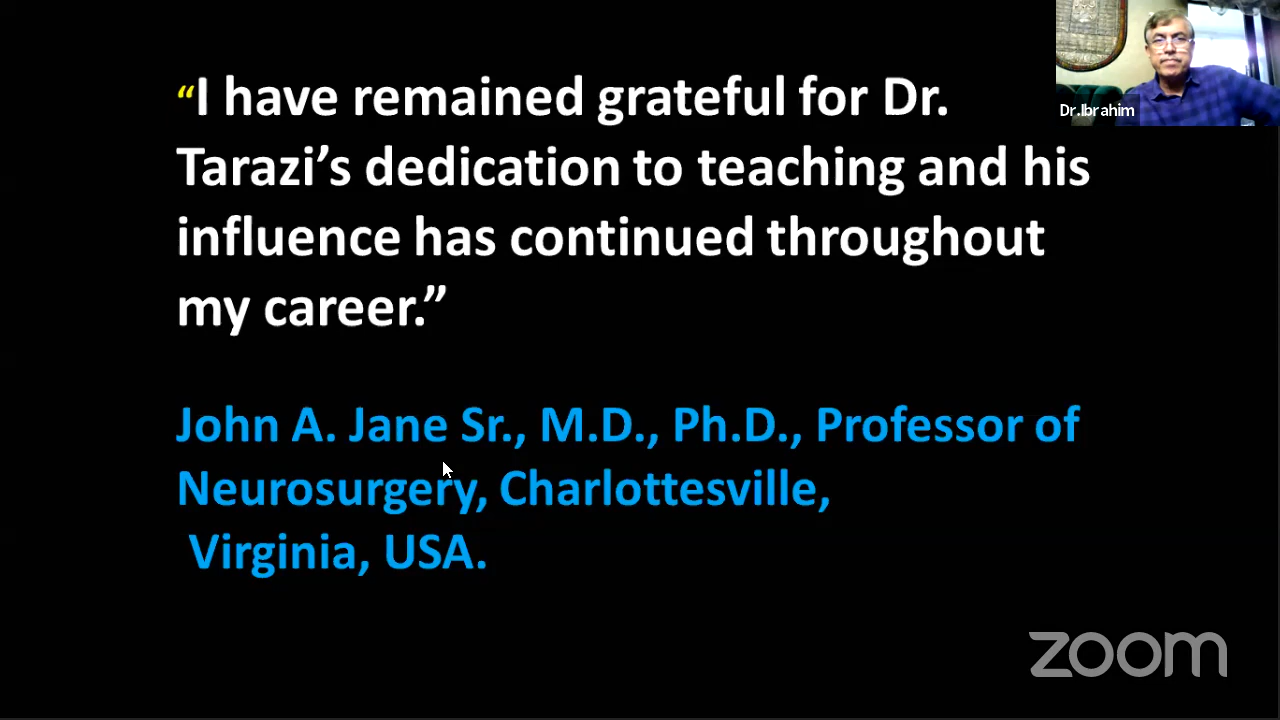 “I have remained grateful for Dr.
Tarazi’s dedication to teaching and his
influence has continued throughout
my career.”
John A. Jane Sr., M.D., Ph.D., Professor of
Neurosurgery, Charlottesville,
Virginia, USA.
Dr.Ibrahim
zoom